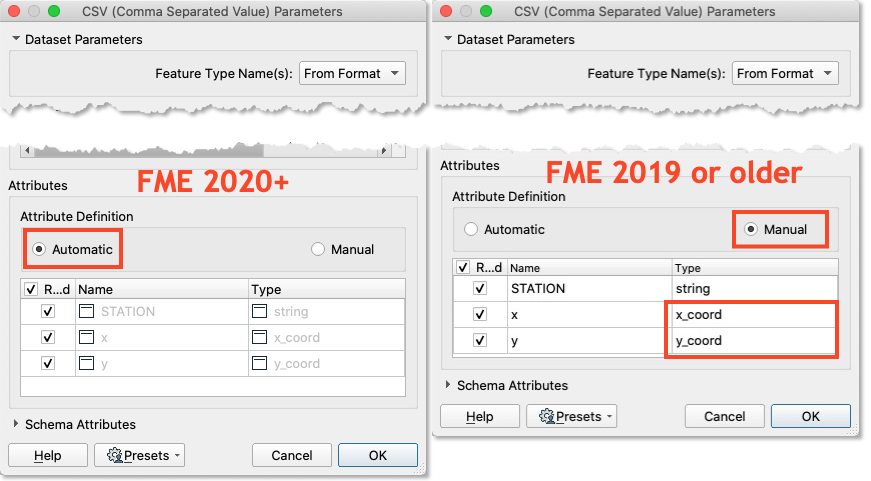 CSV (Comma Separated Value) Parameters
Dataset Parameters
Feature Type Name(s): From Format
Attributes
FME 2020+
Attribute Definition
Automatic Manual
R...d Name Type
STATION string
x x_coord
y y_coord
Schema Attributes
Help Presets Cancel OK
CSV (Comma Separated Value) Parameters
Dataset Parameters
Feature Type Name(s): From Format
Attributes
FME 2019 or older
Attribute Definition
Automatic Manual
R...d Name Type
STATION string
x x_coord
y y_coord
Schema Attributes
Help Presets Cancel OK